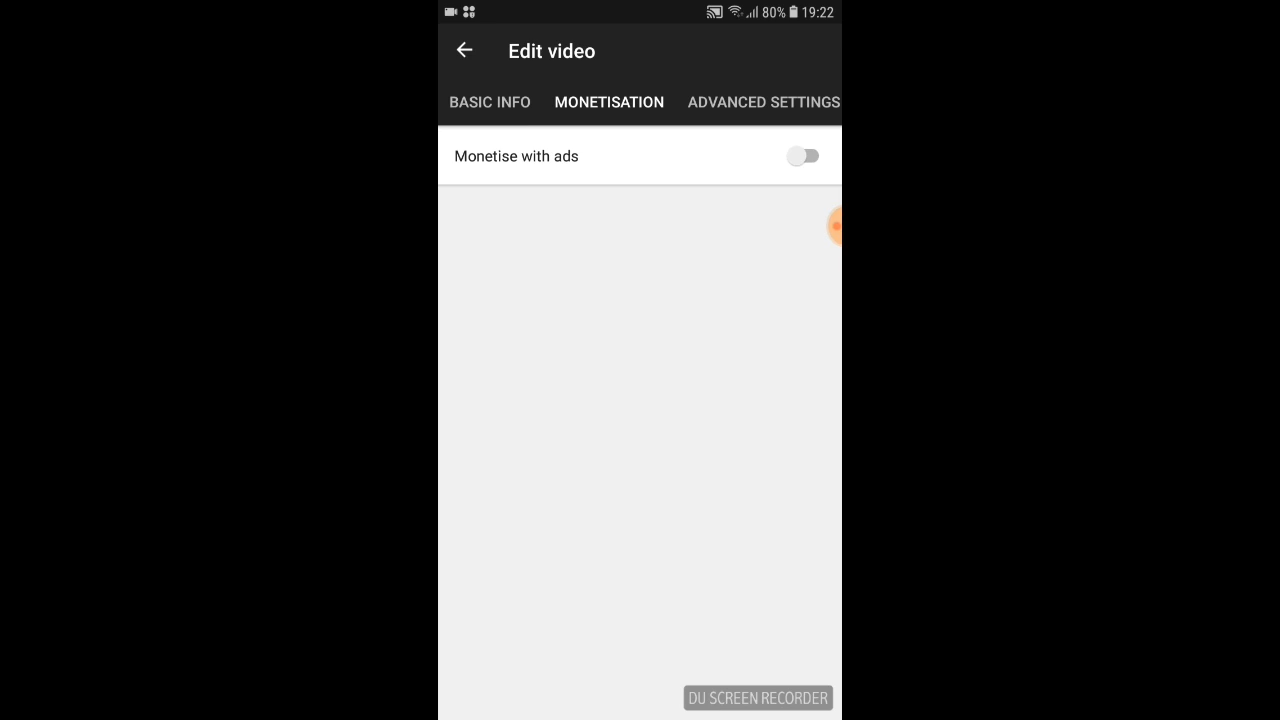 80% 19:22
Edit video
BASIC INFO MONETISATION ADVANCED SETTINGS
Monetise with ads
DU SCREEN RECORDER